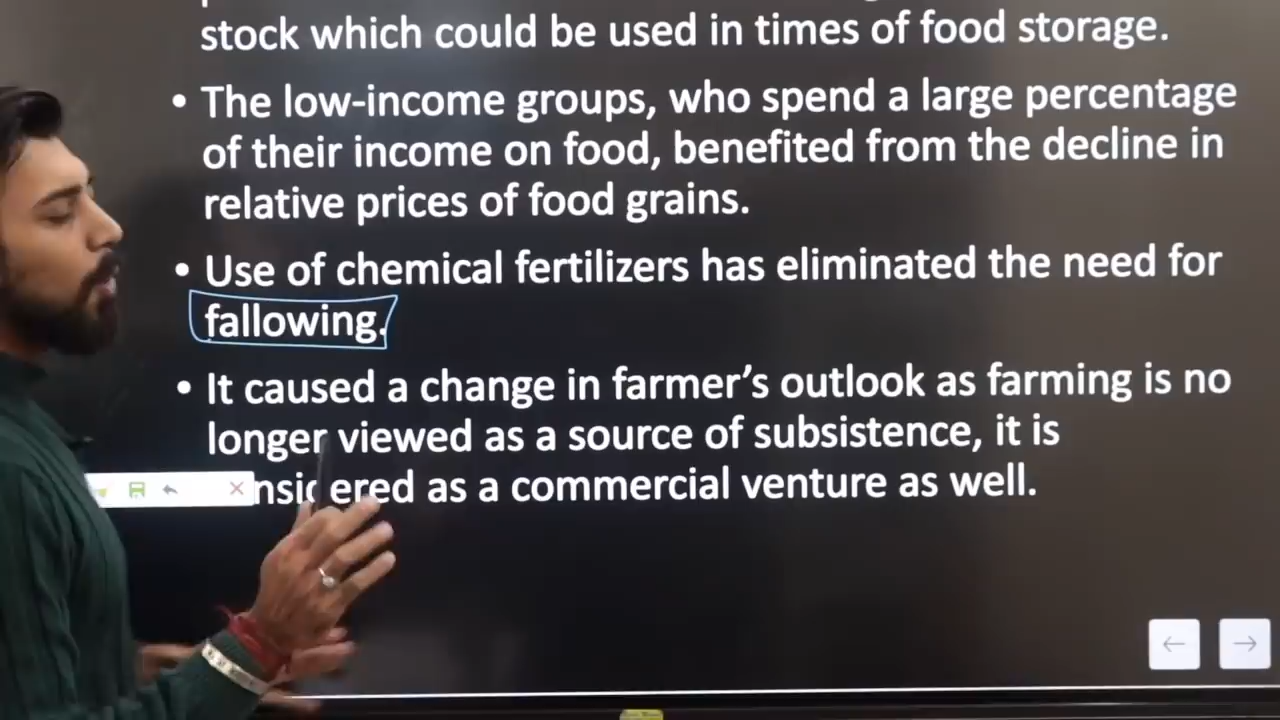 stock which could be used in times of food storage.
• The low-income groups, who spend a large percentage
of their income on food, benefited from the decline in
relative prices of food grains.
• Use of chemical fertilizers has eliminated the need for
fallowing.
• It caused a change in farmer's outlook as farming is no
longer viewed as a source of subsistence, it is
as a commercial venture as well.